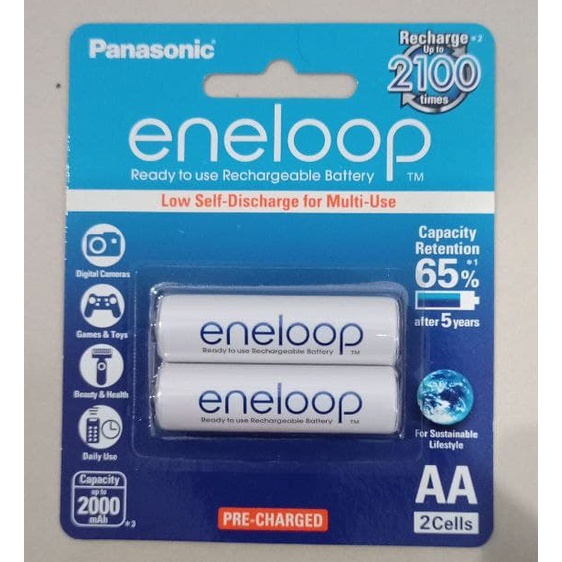 Panasonic
Recharge*2
Up to
2100
times
eneloop
Ready to use Rechargeable Battery TM
Low Self-Discharge for Multi-Use
Digital Cameras
Games & Toys
Beauty & Health
Daily Use
Capacity
up to
2000
mAh *3
Capacity
Retention
65%*1
after 5 years
eneloop
Ready to use Rechargeable Battery TM
eneloop
Ready to use Rechargeable Battery TM
For Sustainable
Lifestyle
AA
2Cells
PRE-CHARGED